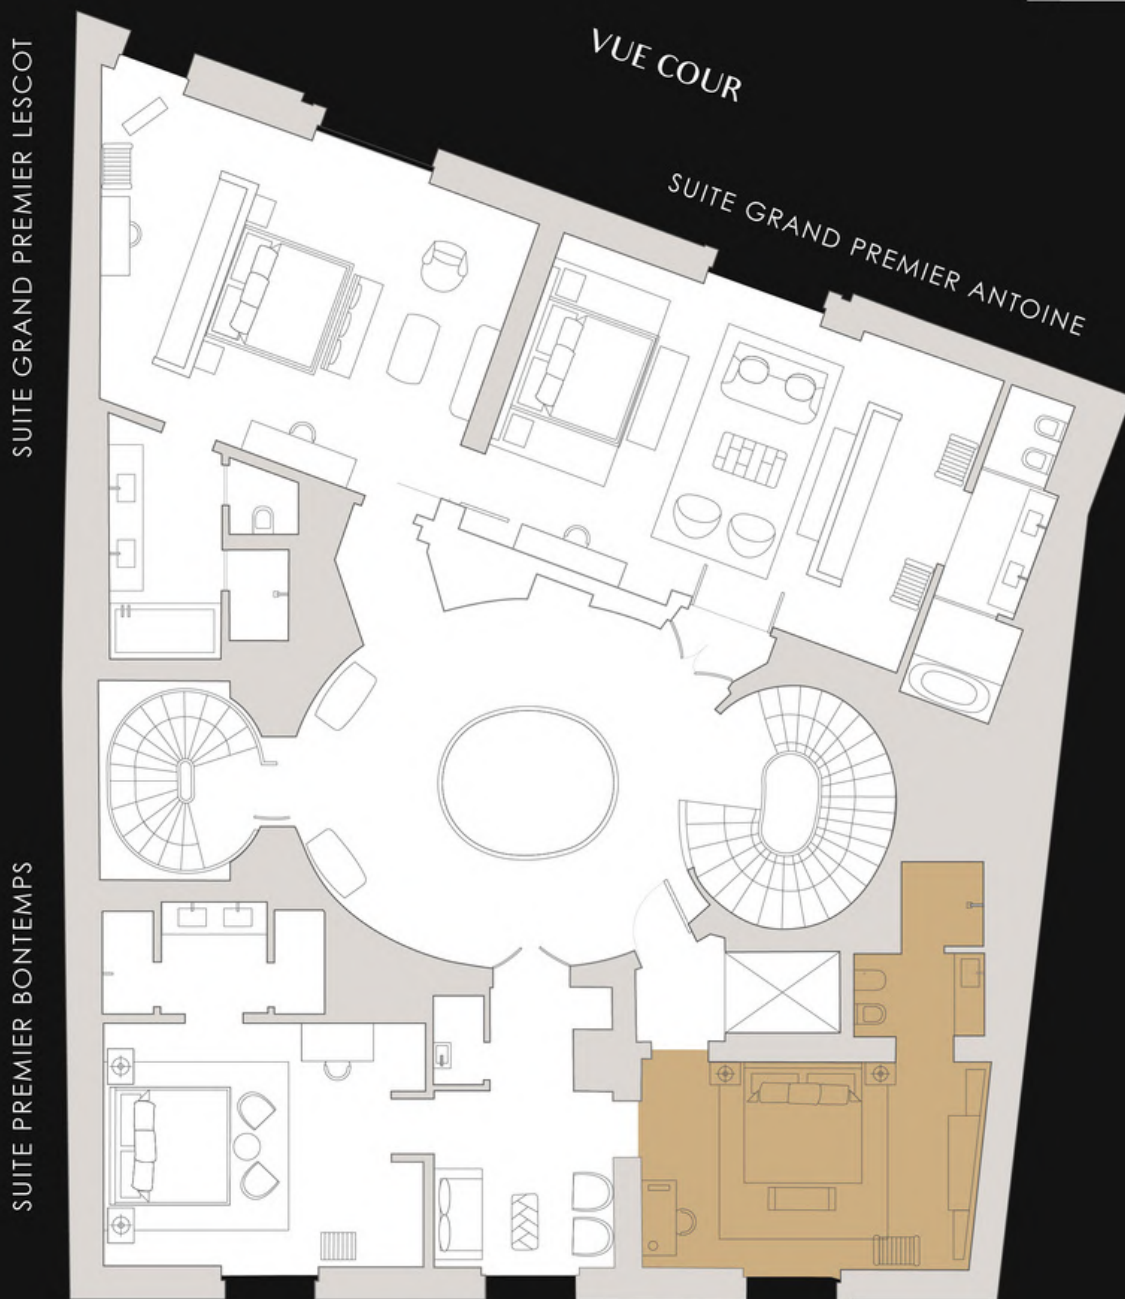 VUE COUR
SUITE GRAND PREMIER LESCOT
SUITE GRAND PREMIER ANTOINE
SUITE PREMIER BONTEMPS